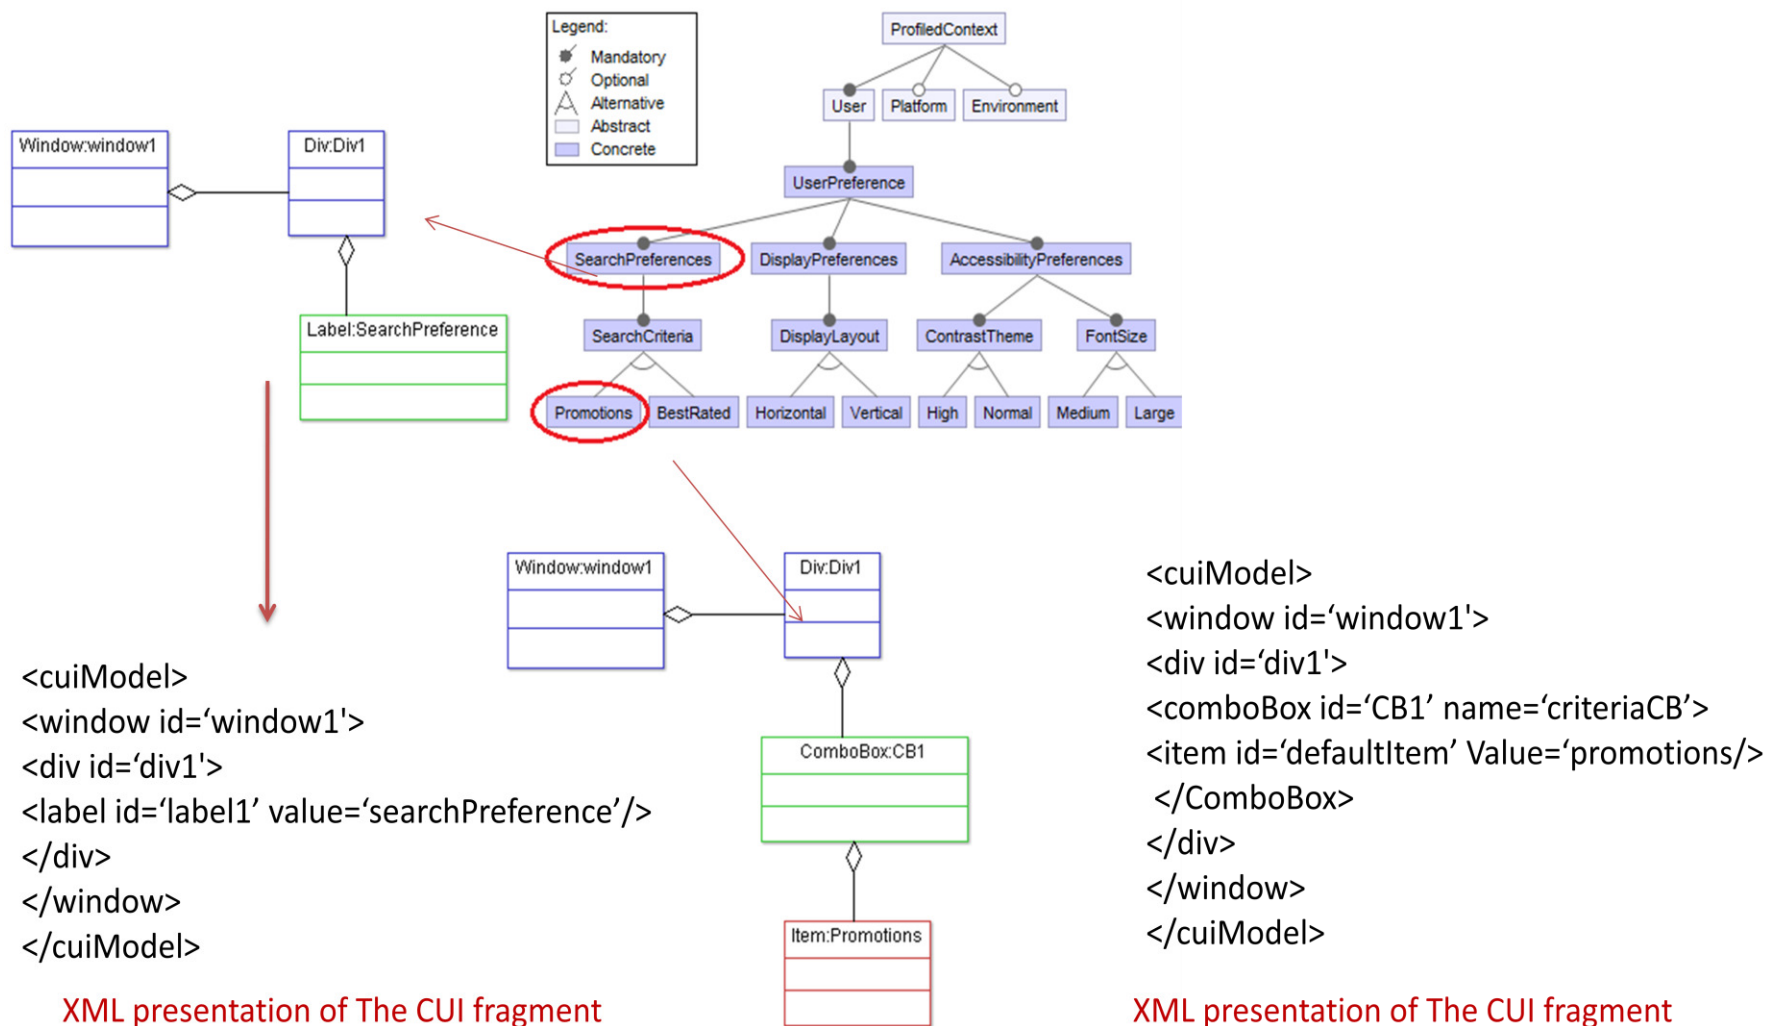 Legend:
Mandatory
Optional
Alternative
Abstract
Concrete
ProfiledContext
User
Platform
Environment
UserPreference
SearchPreferences
DisplayPreferences
AccessibilityPreferences
SearchCriteria
DisplayLayout
ContrastTheme
FontSize
Promotions
BestRated
Horizontal
Vertical
High
Normal
Medium
Large
Window:window1
Div:Div1
Label:SearchPreference
<cuiModel>
<window id=‘window1'>
<div id=‘div1'>
<label id=‘label1’ value=‘searchPreference’/>
</div>
</window>
</cuiModel>
XML presentation of The CUI fragment
Window:window1
Div:Div1
ComboBox:CB1
Item:Promotions
<cuiModel>
<window id=‘window1'>
<div id=‘div1'>
<comboBox id=‘CB1’ name=‘criteriaCB’>
<item id=‘defaultItem’ Value=‘promotions/>
</ComboBox>
</div>
</window>
</cuiModel>
XML presentation of The CUI fragment